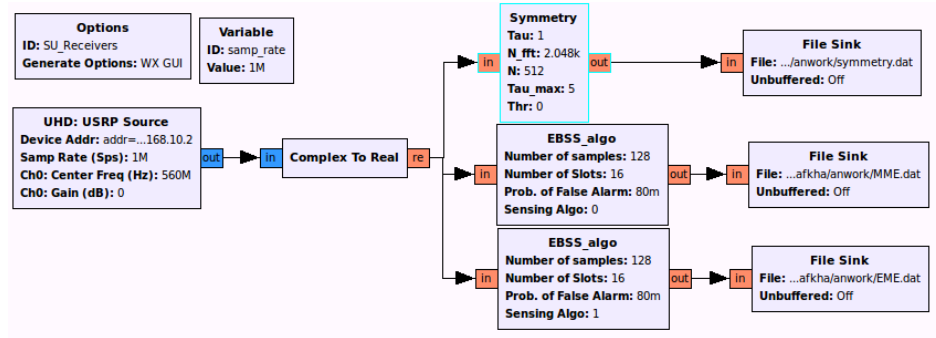 Options
ID: SU_Receivers
Generate Options: WX GUI
Variable
ID: samp_rate
Value: 1M
UHD: USRP Source
Device Addr: addr=...168.10.2
Samp Rate (Sps): 1M
Ch0: Center Freq (Hz): 560M
Ch0: Gain (dB): 0
out
in
Complex To Real
re
in
Symmetry
Tau: 1
N_fft: 2.048k
N: 512
Tau_max: 5
Thr: 0
out
in
File Sink
File: .../anwork/symmetry.dat
Unbuffered: Off
in
EBSS_algo
Number of samples: 128
Number of Slots: 16
Prob. of False Alarm: 80m
Sensing Algo: 0
out
in
File Sink
File: ...afkha/anwork/MME.dat
Unbuffered: Off
in
EBSS_algo
Number of samples: 128
Number of Slots: 16
Prob. of False Alarm: 80m
Sensing Algo: 1
out
in
File Sink
File: ...afkha/anwork/EME.dat
Unbuffered: Off